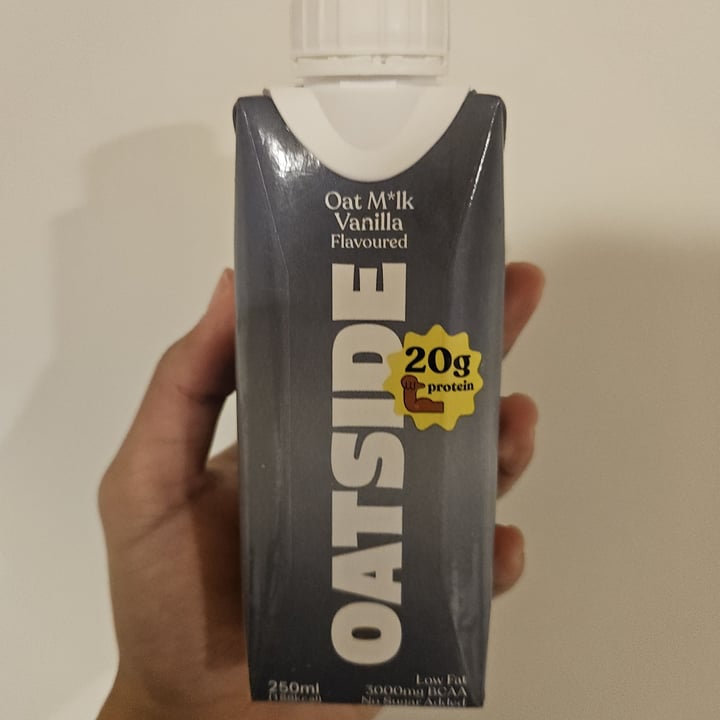 Oat M*lk
Vanilla
Flavoured
OATSIDE
20g
protein
Low Fat
250ml
3000mg BCAA
No Sugar Added